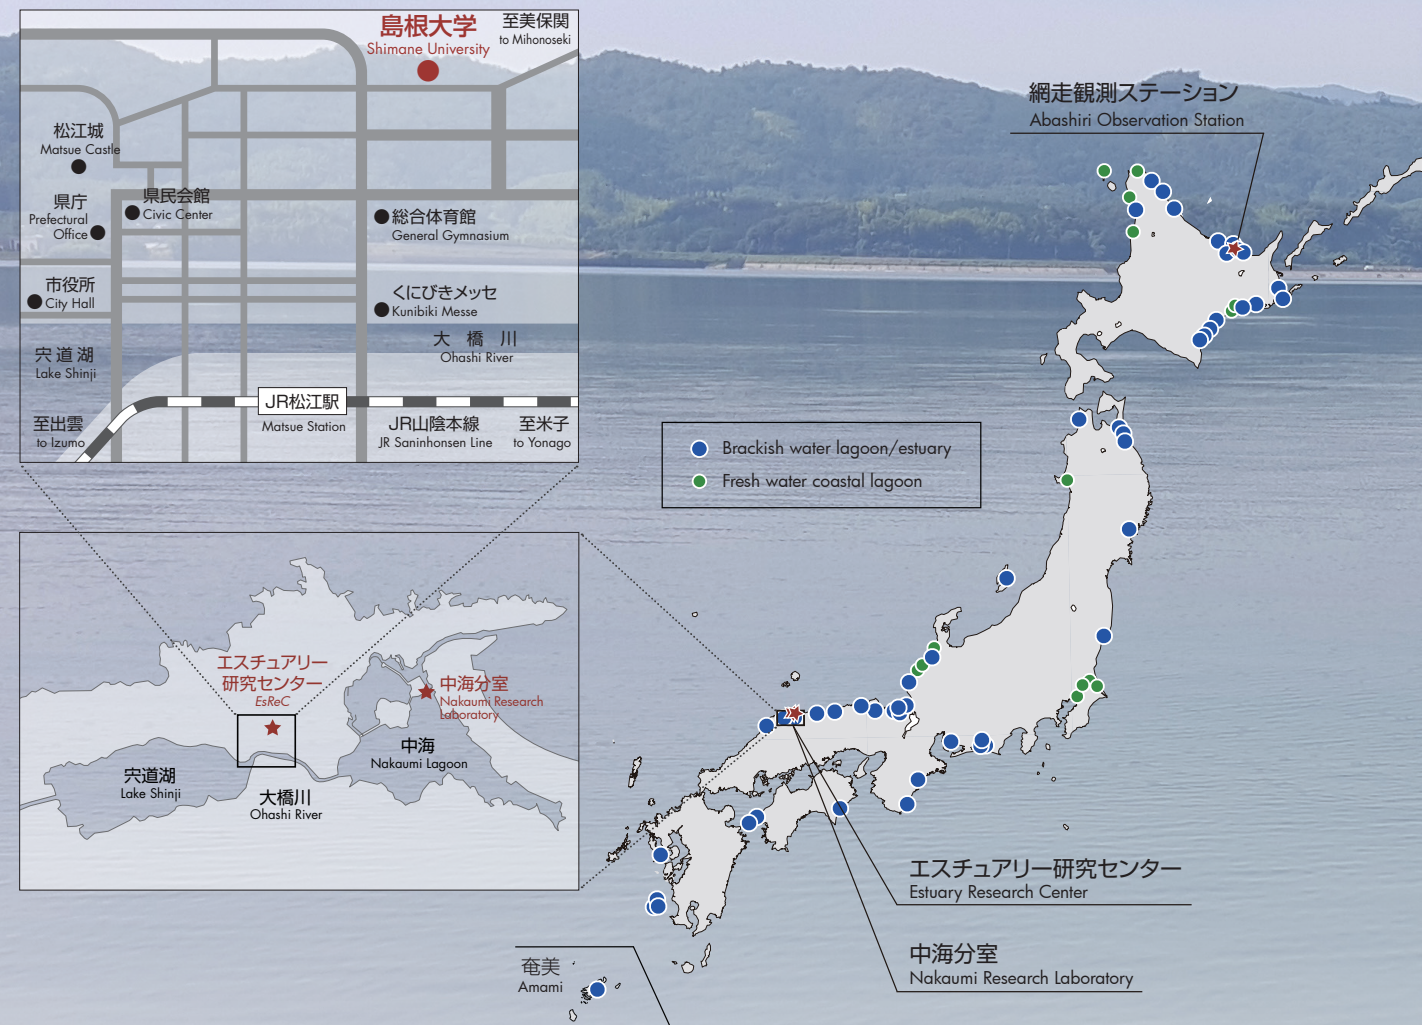 島根大学
Shimane University
至美保関
to Mihonoseki
松江城
Matsue Castle
県庁
Prefectural
Office
県民会館
Civic Center
総合体育館
General Gymnasium
市役所
City Hall
くにびきメッセ
Kunibiki Messe
大橋川
Ohashi River
宍道湖
Lake Shinji
JR松江駅
Matsue Station
至出雲
to Izumo
JR山陰本線
JR Saninhonsen Line
至米子
to Yonago
網走観測ステーション
Abashiri Observation Station
Brackish water lagoon/estuary
Fresh water coastal lagoon
エスチュアリー
研究センター
EsReC
中海分室
Nakaumi Research
Laboratory
中海
Nakaumi Lagoon
宍道湖
Lake Shinji
大橋川
Ohashi River
エスチュアリー研究センター
Estuary Research Center
中海分室
Nakaumi Research Laboratory
奄美
Amami